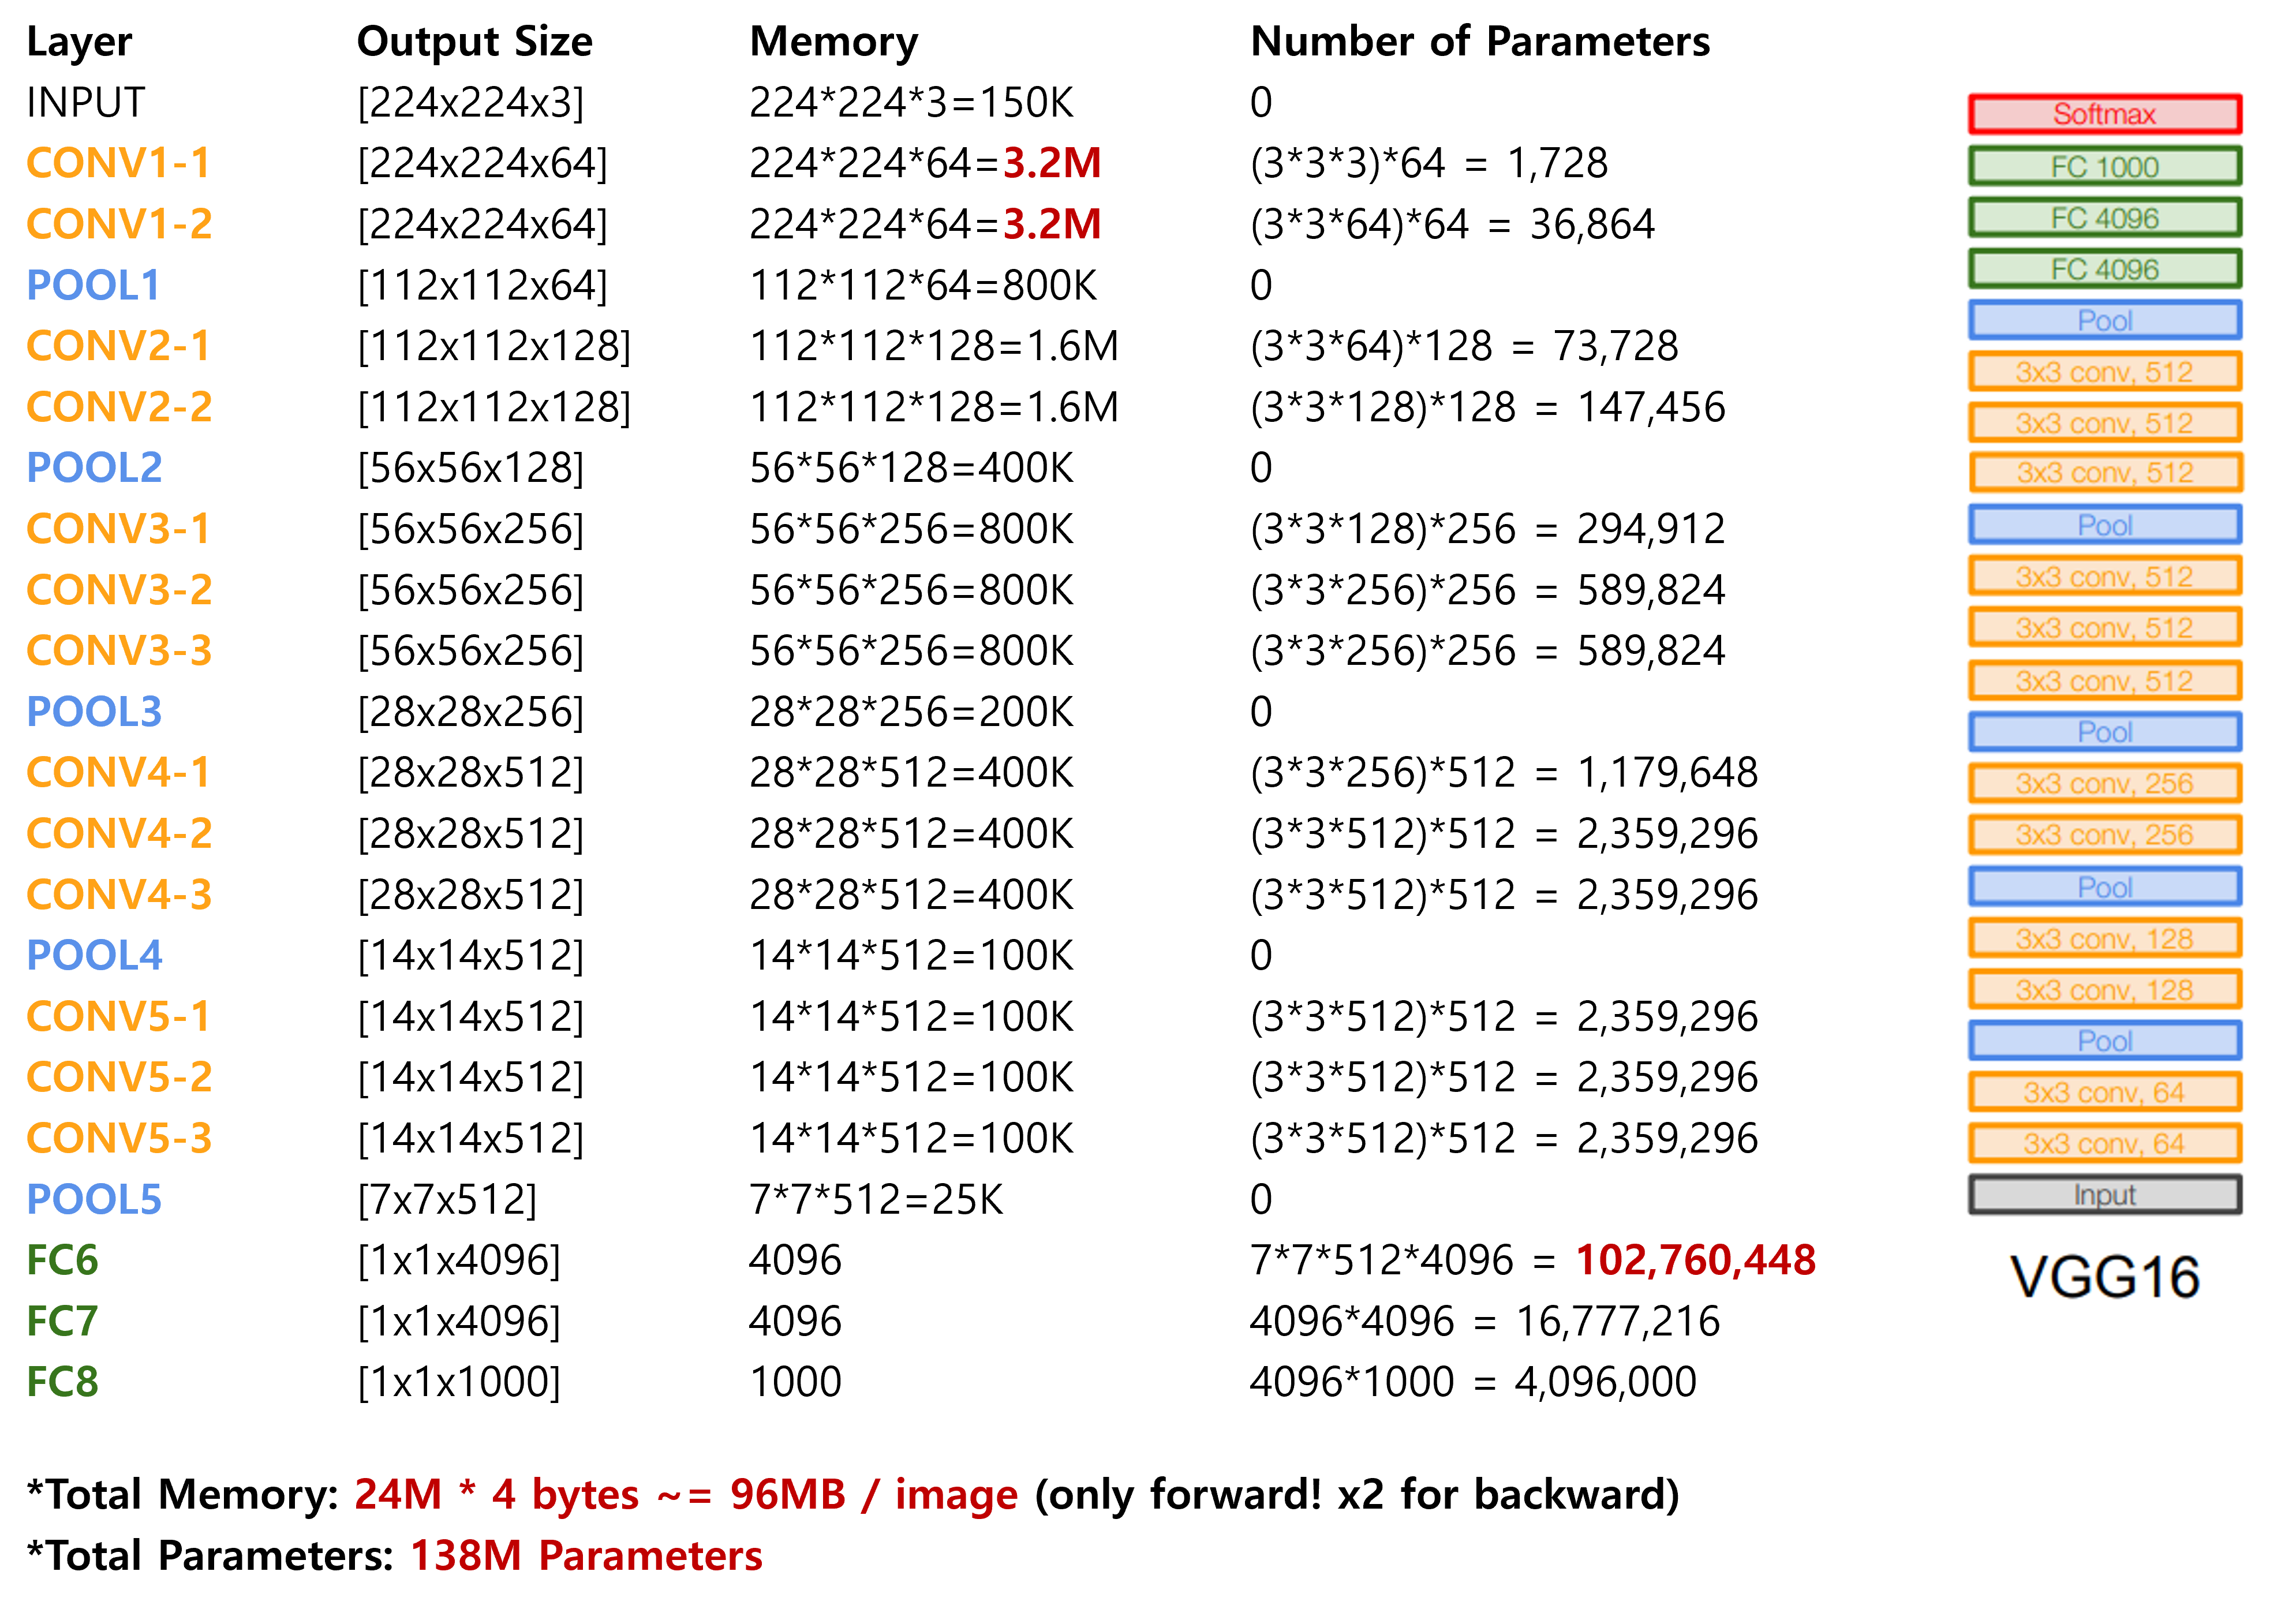 Layer Output Size Memory Number of Parameters
INPUT [224x224x3] 224*224*3=150K 0
CONV1-1 [224x224x64] 224*224*64=3.2M (3*3*3)*64 = 1,728
CONV1-2 [224x224x64] 224*224*64=3.2M (3*3*64)*64 = 36,864
POOL1 [112x112x64] 112*112*64=800K 0
CONV2-1 [112x112x128] 112*112*128=1.6M (3*3*64)*128 = 73,728
CONV2-2 [112x112x128] 112*112*128=1.6M (3*3*128)*128 = 147,456
POOL2 [56x56x128] 56*56*128=400K 0
CONV3-1 [56x56x256] 56*56*256=800K (3*3*128)*256 = 294,912
CONV3-2 [56x56x256] 56*56*256=800K (3*3*256)*256 = 589,824
CONV3-3 [56x56x256] 56*56*256=800K (3*3*256)*256 = 589,824
POOL3 [28x28x256] 28*28*256=200K 0
CONV4-1 [28x28x512] 28*28*512=400K (3*3*256)*512 = 1,179,648
CONV4-2 [28x28x512] 28*28*512=400K (3*3*512)*512 = 2,359,296
CONV4-3 [28x28x512] 28*28*512=400K (3*3*512)*512 = 2,359,296
POOL4 [14x14x512] 14*14*512=100K 0
CONV5-1 [14x14x512] 14*14*512=100K (3*3*512)*512 = 2,359,296
CONV5-2 [14x14x512] 14*14*512=100K (3*3*512)*512 = 2,359,296
CONV5-3 [14x14x512] 14*14*512=100K (3*3*512)*512 = 2,359,296
POOL5 [7x7x512] 7*7*512=25K 0
FC6 [1x1x4096] 4096 7*7*512*4096 = 102,760,448
FC7 [1x1x4096] 4096 4096*4096 = 16,777,216
FC8 [1x1x1000] 1000 4096*1000 = 4,096,000
*Total Memory: 24M * 4 bytes ~= 96MB / image (only forward! x2 for backward)
*Total Parameters: 138M Parameters
Softmax
FC 1000
FC 4096
FC 4096
Pool
3x3 conv, 512
3x3 conv, 512
3x3 conv, 512
Pool
3x3 conv, 512
3x3 conv, 512
3x3 conv, 512
Pool
3x3 conv, 256
3x3 conv, 256
Pool
3x3 conv, 128
3x3 conv, 128
Pool
3x3 conv, 64
3x3 conv, 64
Input
VGG16